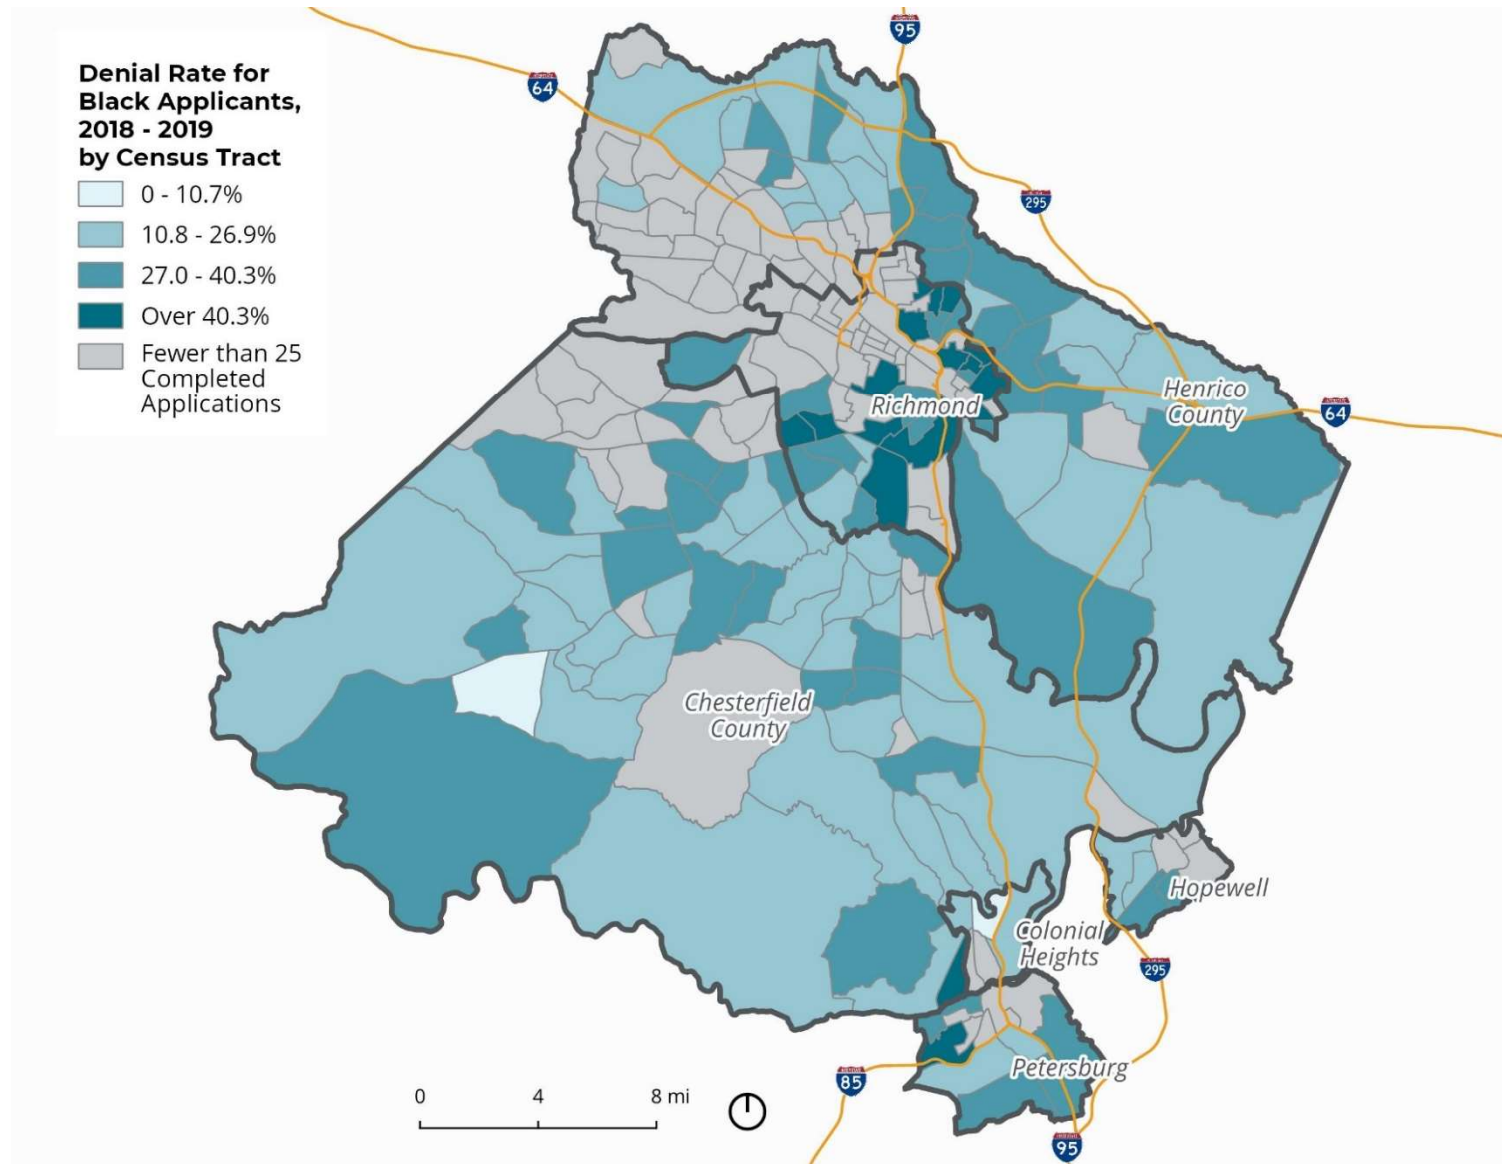 Denial Rate for
Black Applicants,
2018 - 2019
by Census Tract
0 - 10.7%
10.8 - 26.9%
27.0 - 40.3%
Over 40.3%
Fewer than 25
Completed
Applications
95
64
295
Henrico
County
64
Richmond
Chesterfield
County
Hopewell
Colonial
Heights
295
Petersburg
85
95
0 4 8 mi